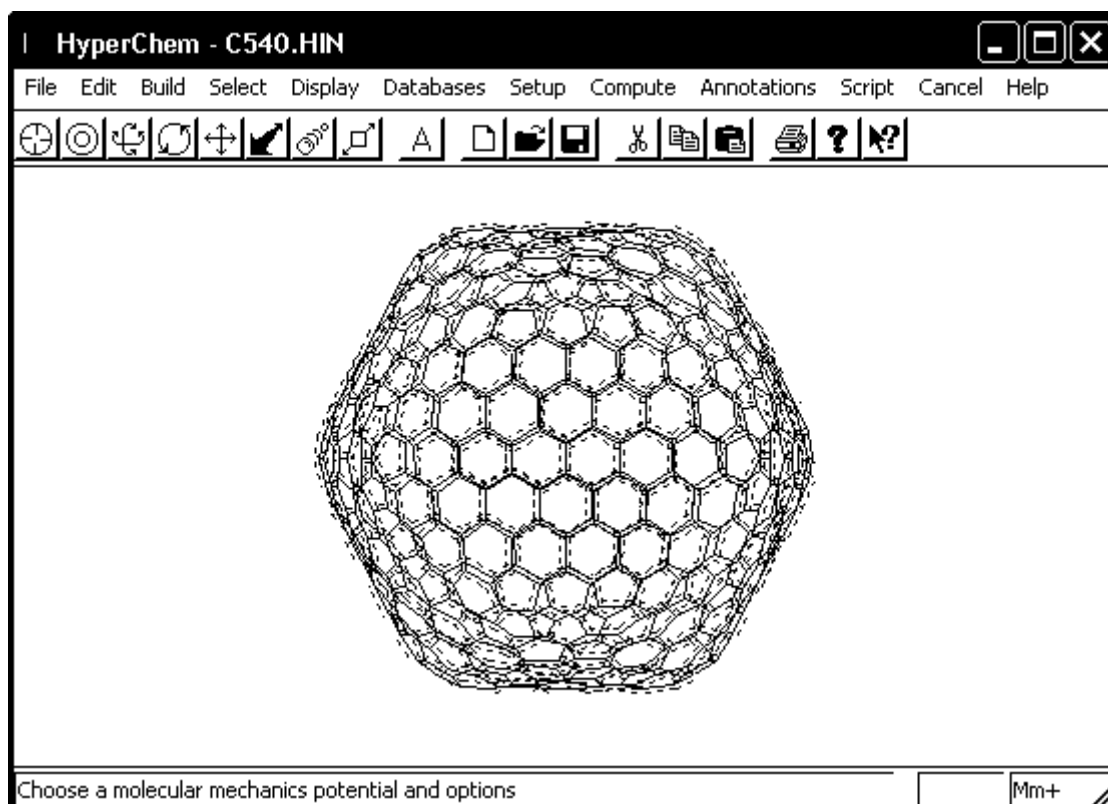 HyperChem - C540.HIN
File Edit Build Select Display Databases Setup Compute Annotations Script Cancel Help
A ? ?
Choose a molecular mechanics potential and options Mm+